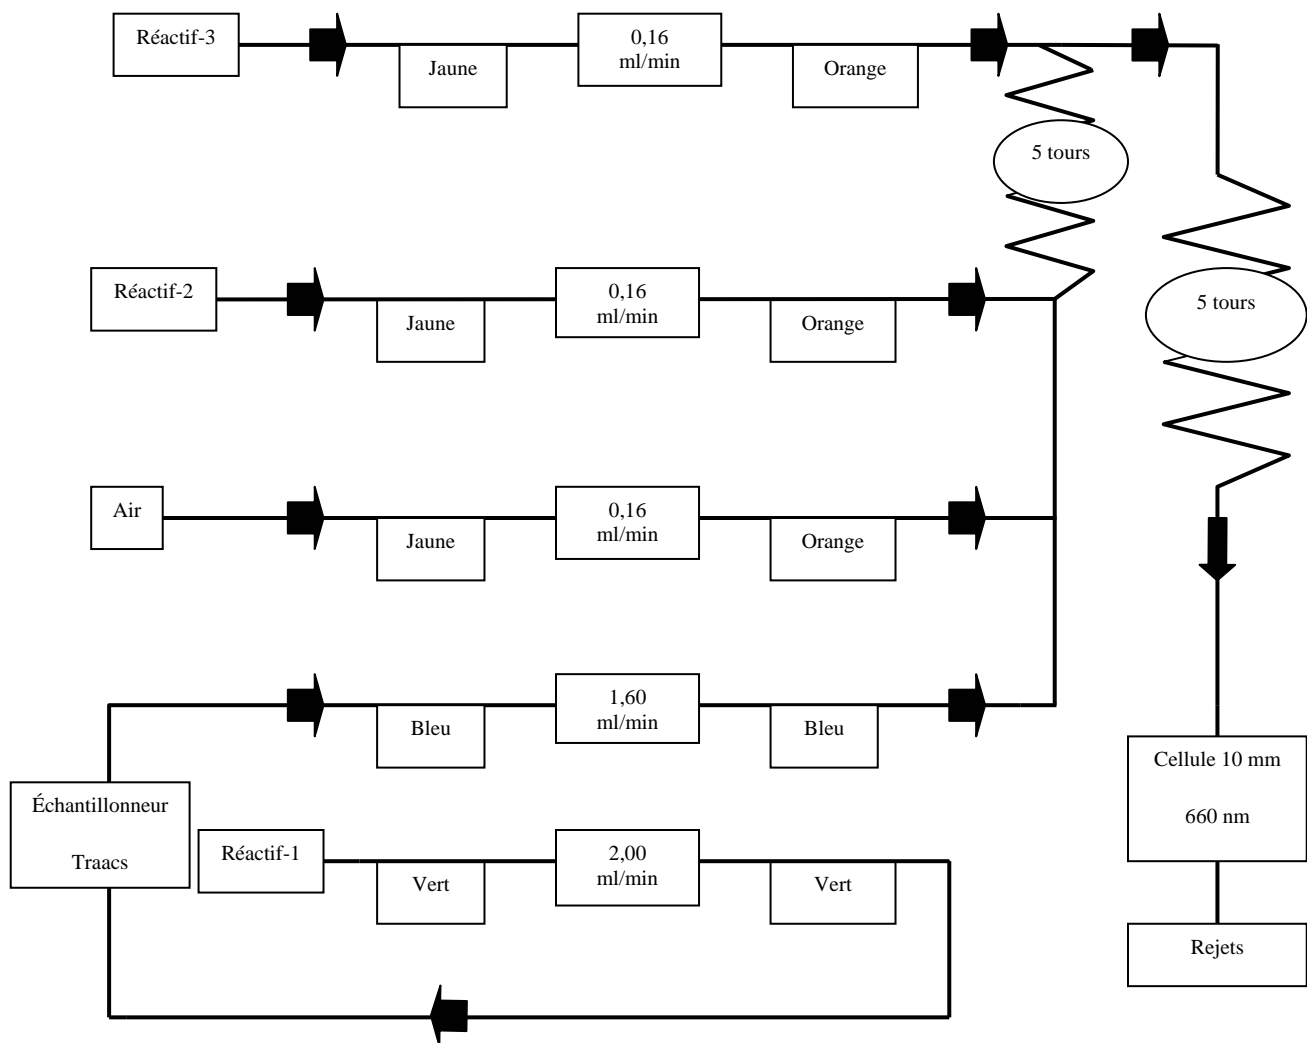 Réactif-3
Jaune
0,16
ml/min
Orange
5 tours
Réactif-2
Jaune
0,16
ml/min
Orange
5 tours
Air
Jaune
0,16
ml/min
Orange
Bleu
1,60
ml/min
Bleu
Échantillonneur
Traacs
Réactif-1
Vert
2,00
ml/min
Vert
Cellule 10 mm
660 nm
Rejets